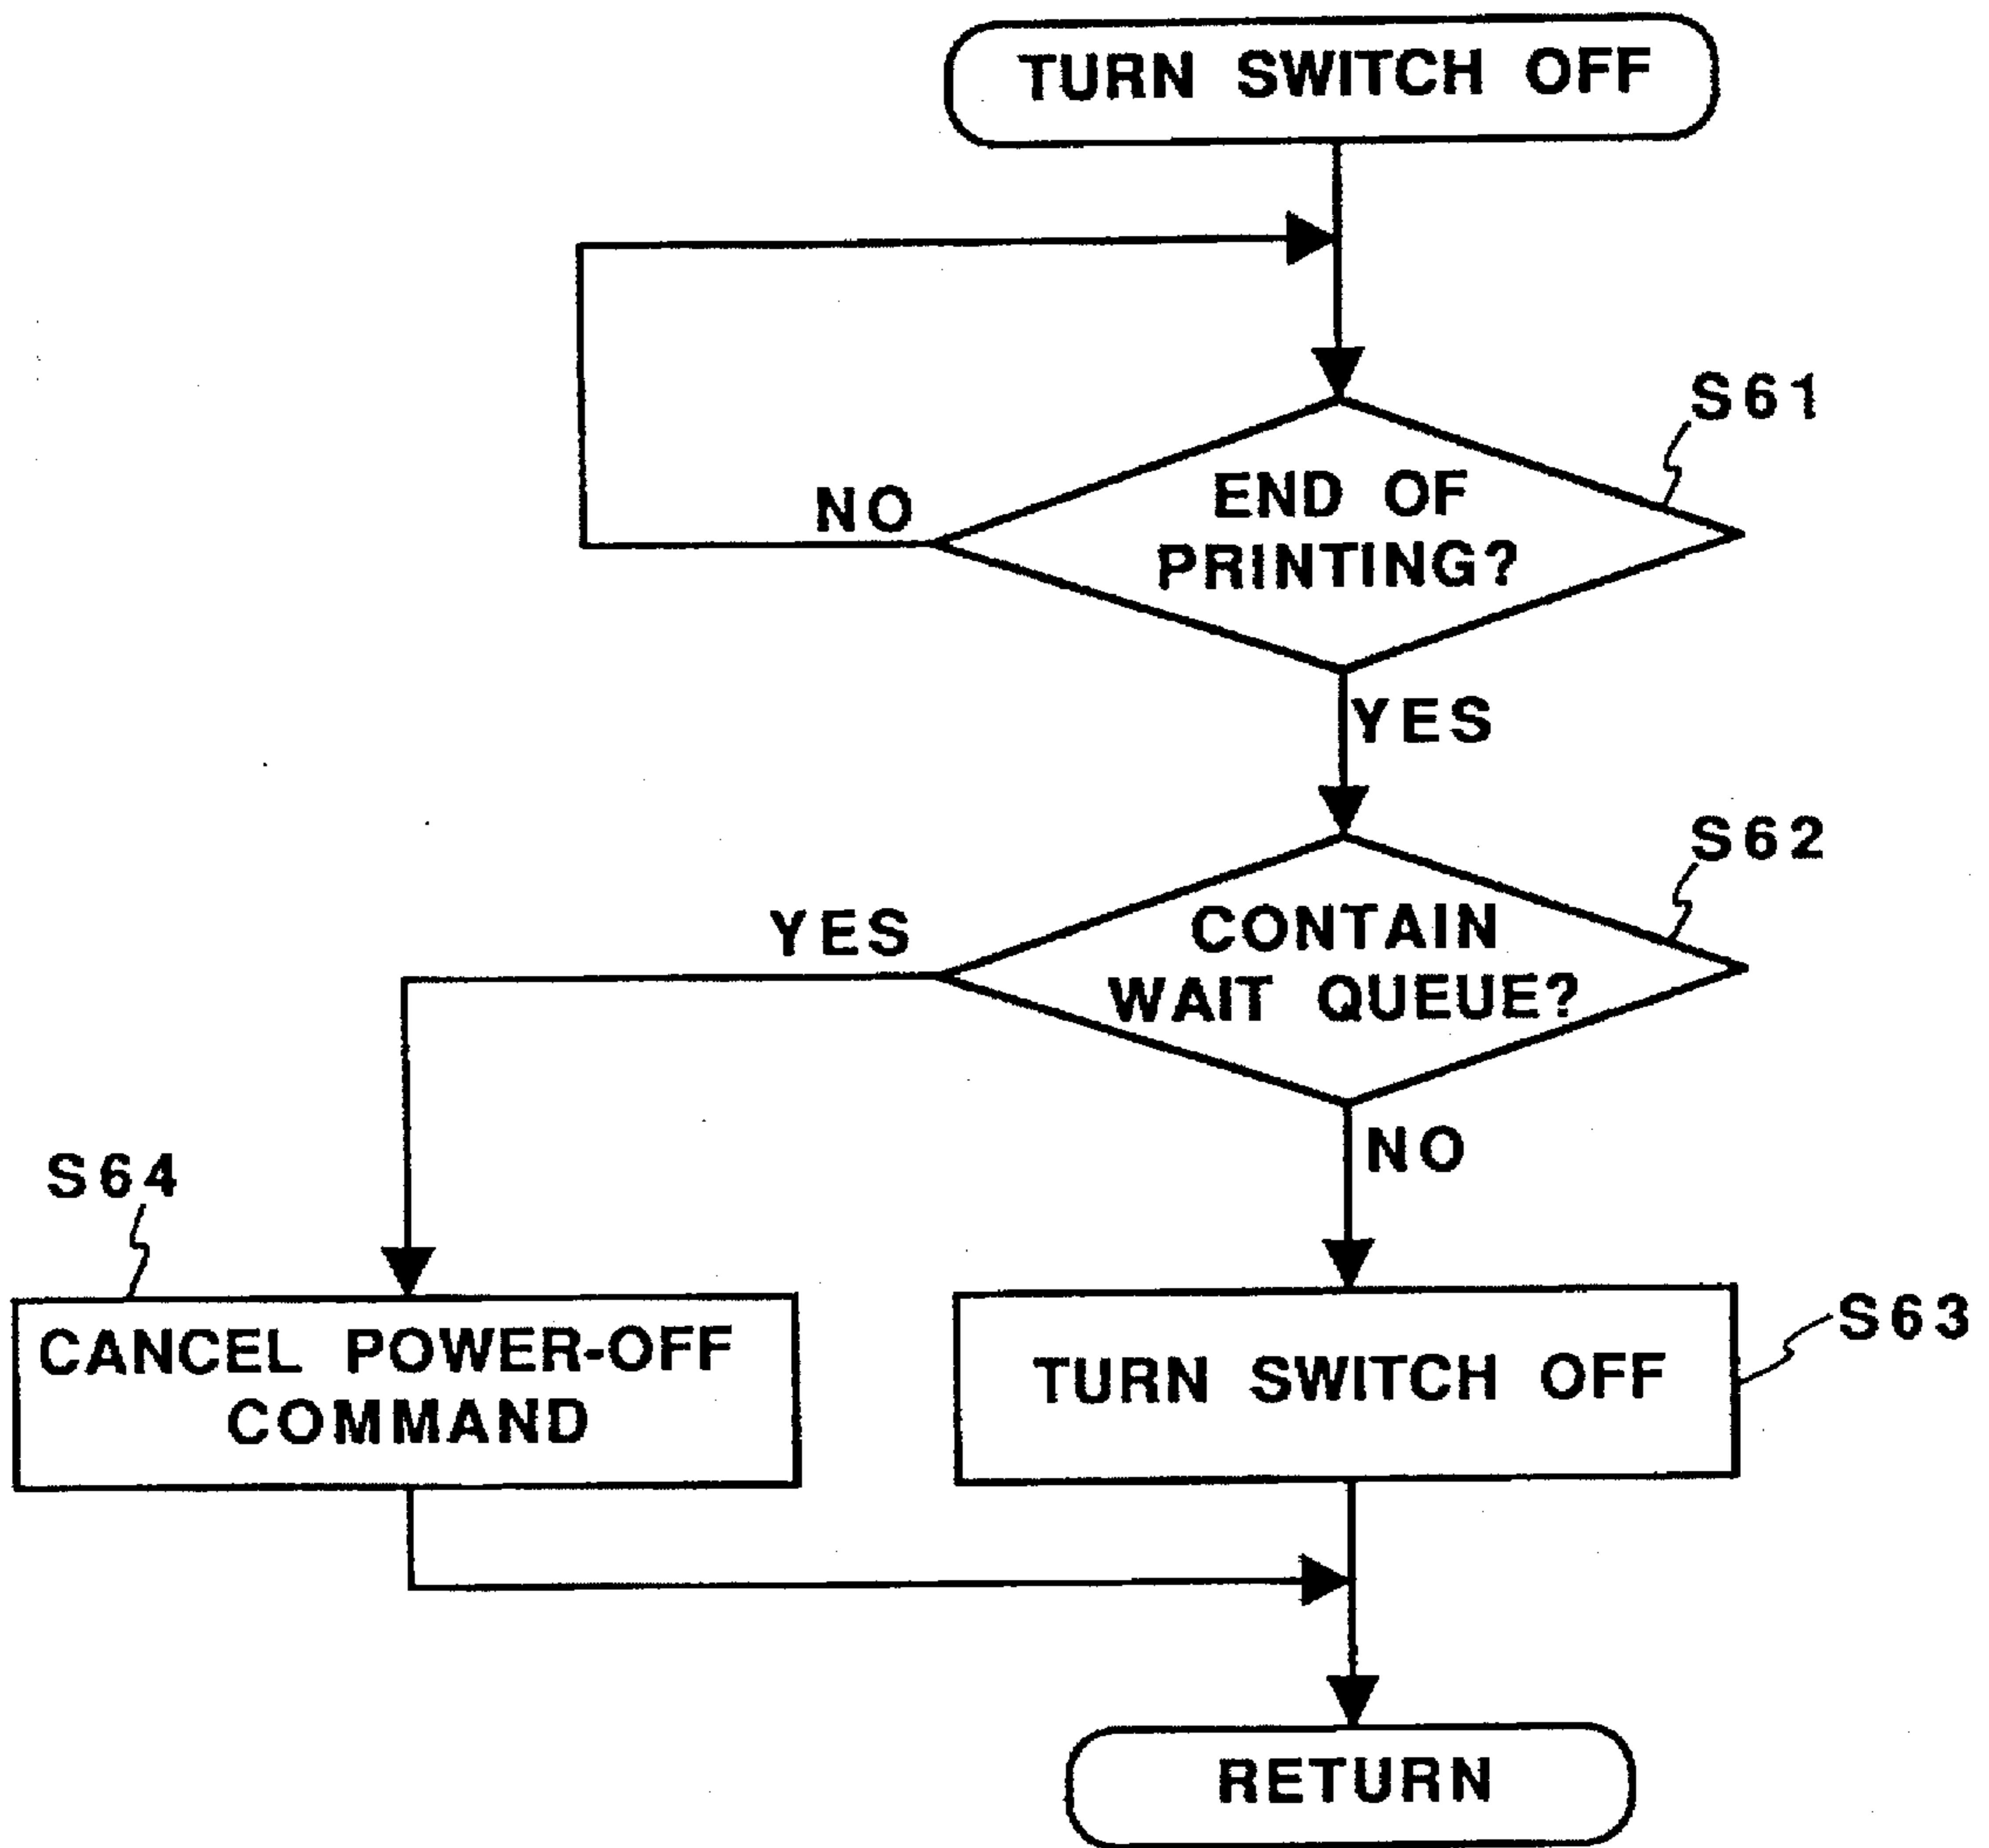 TURN SWITCH OFF
S61
END OF
PRINTING?
NO
YES
S62
CONTAIN
WAIT QUEUE?
YES
NO
S64
CANCEL POWER-OFF
COMMAND
S63
TURN SWITCH OFF
RETURN